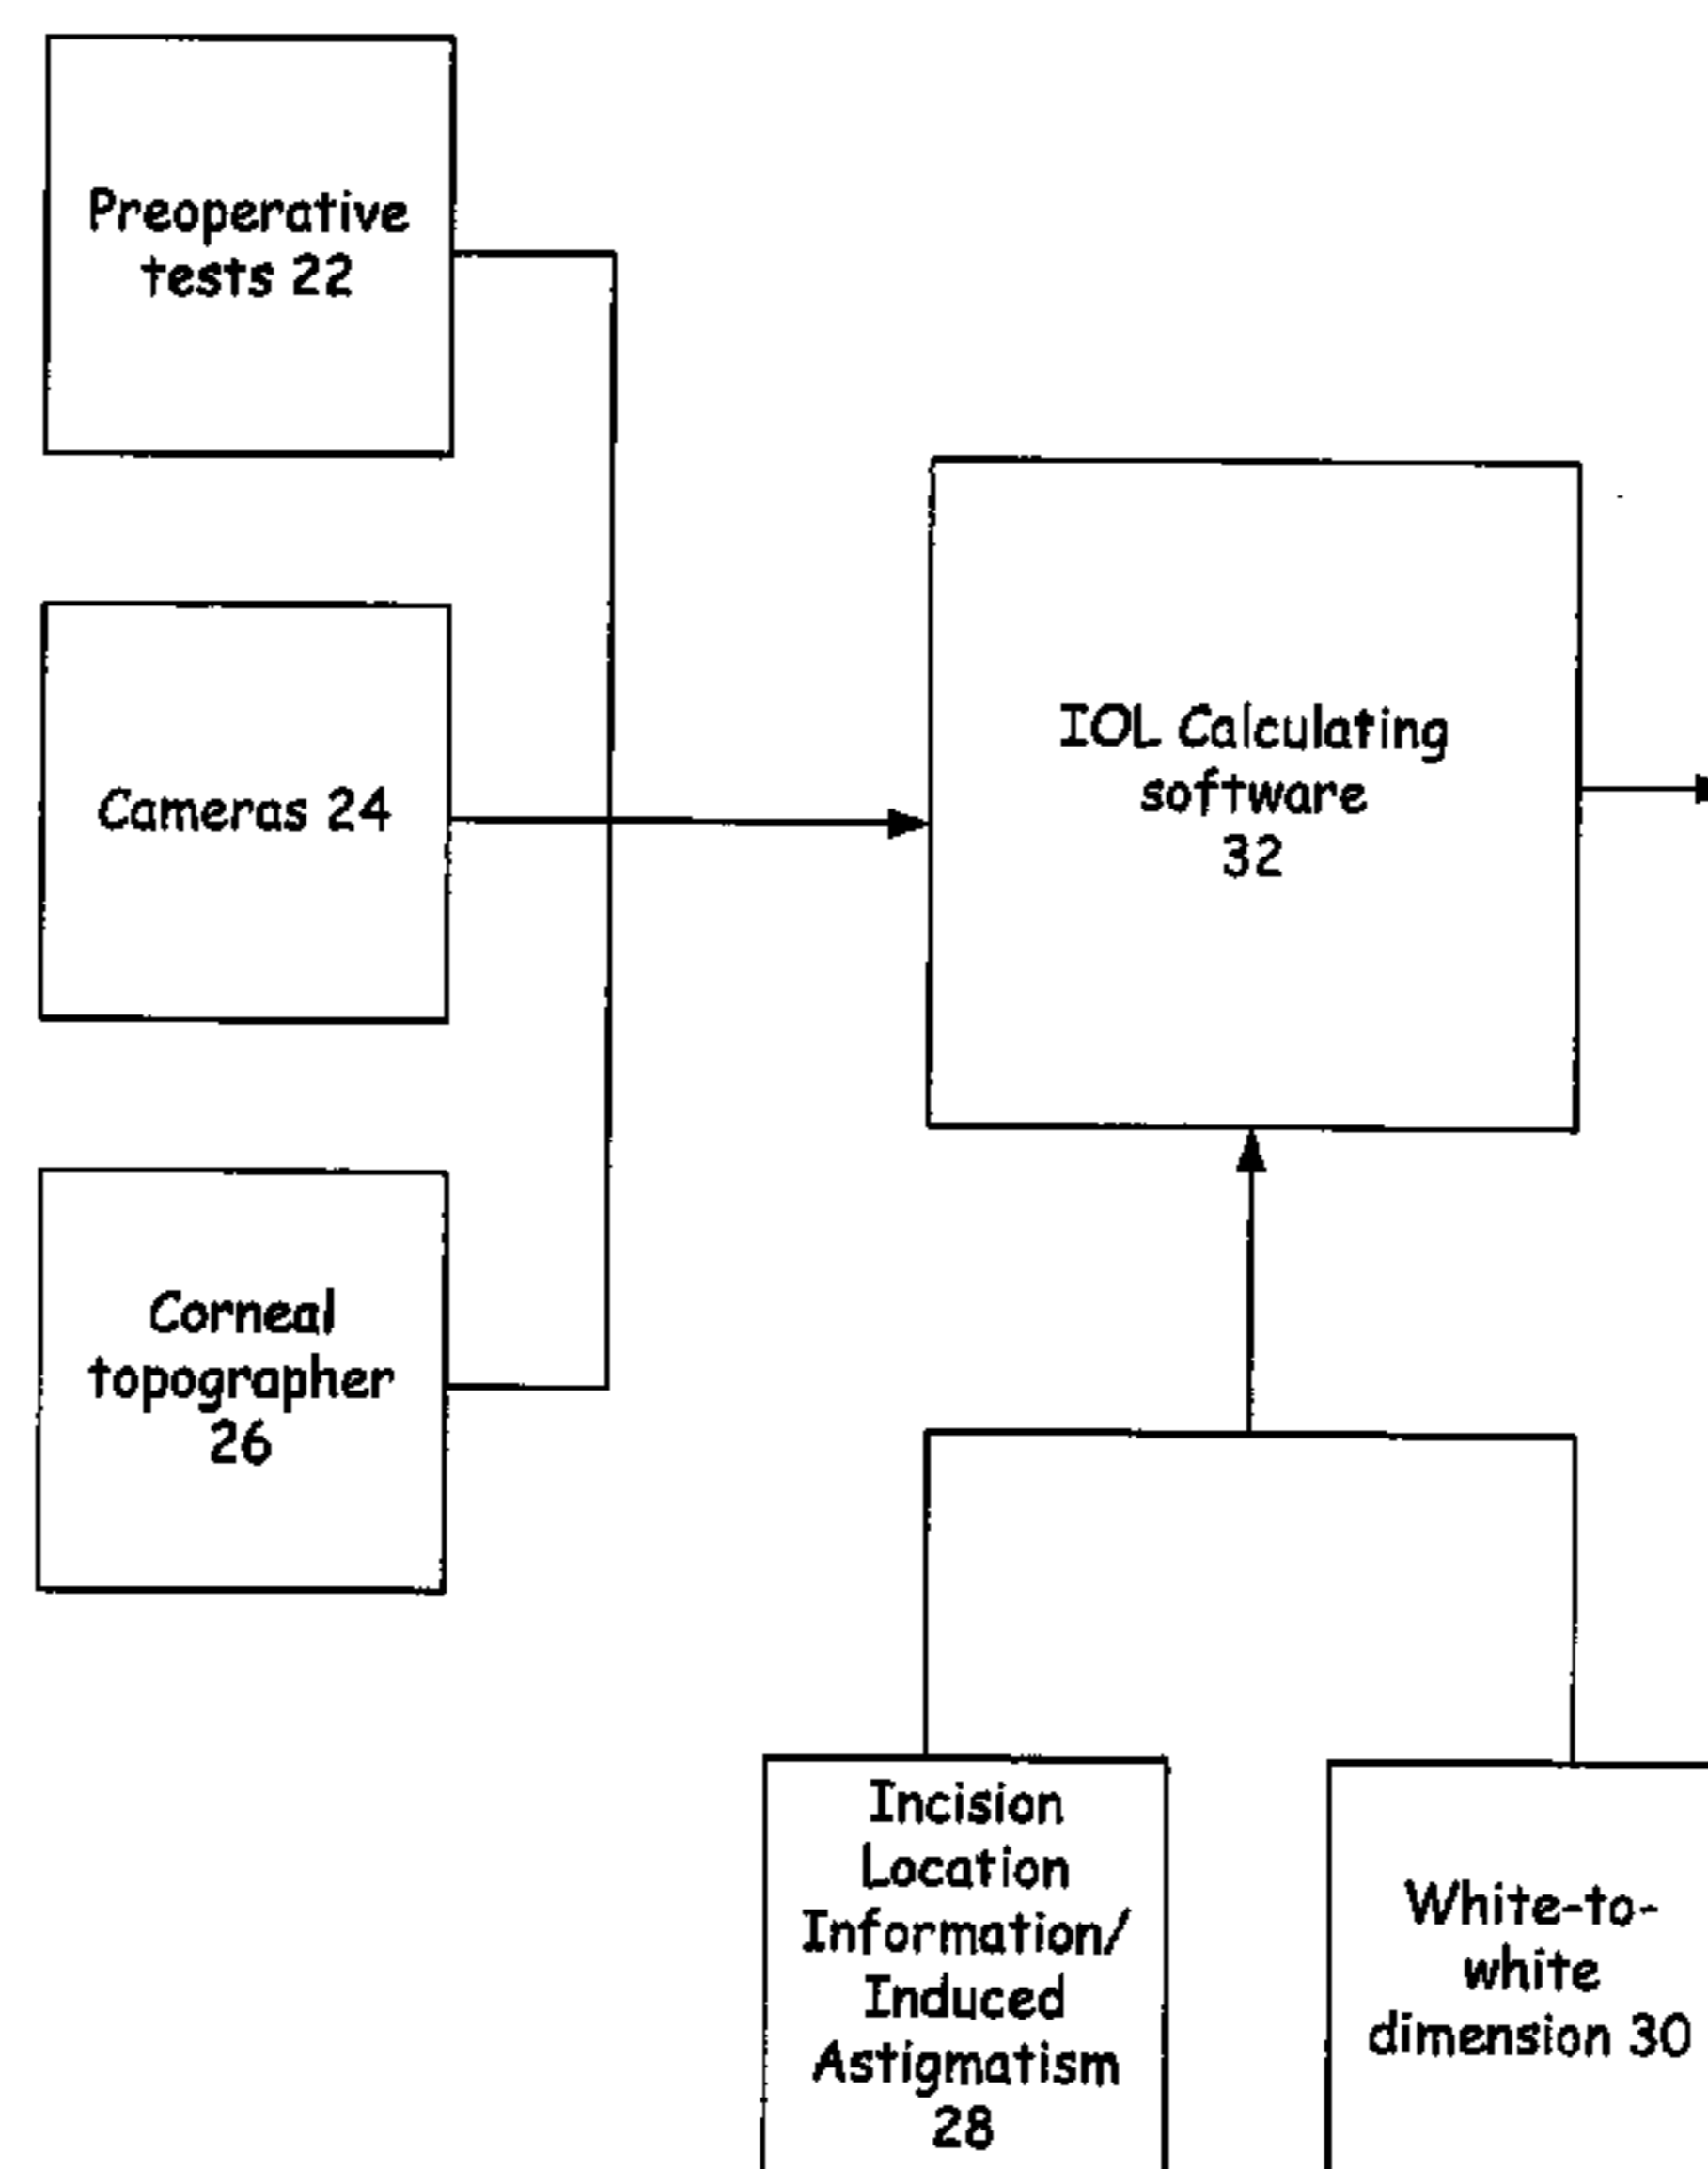 Preoperative
tests 22
Cameras 24
IOL Calculating
software
32
Corneal
topographer
26
Incision
Location
Information/
Induced
Astigmatism
28
White-to-
white
dimension 30